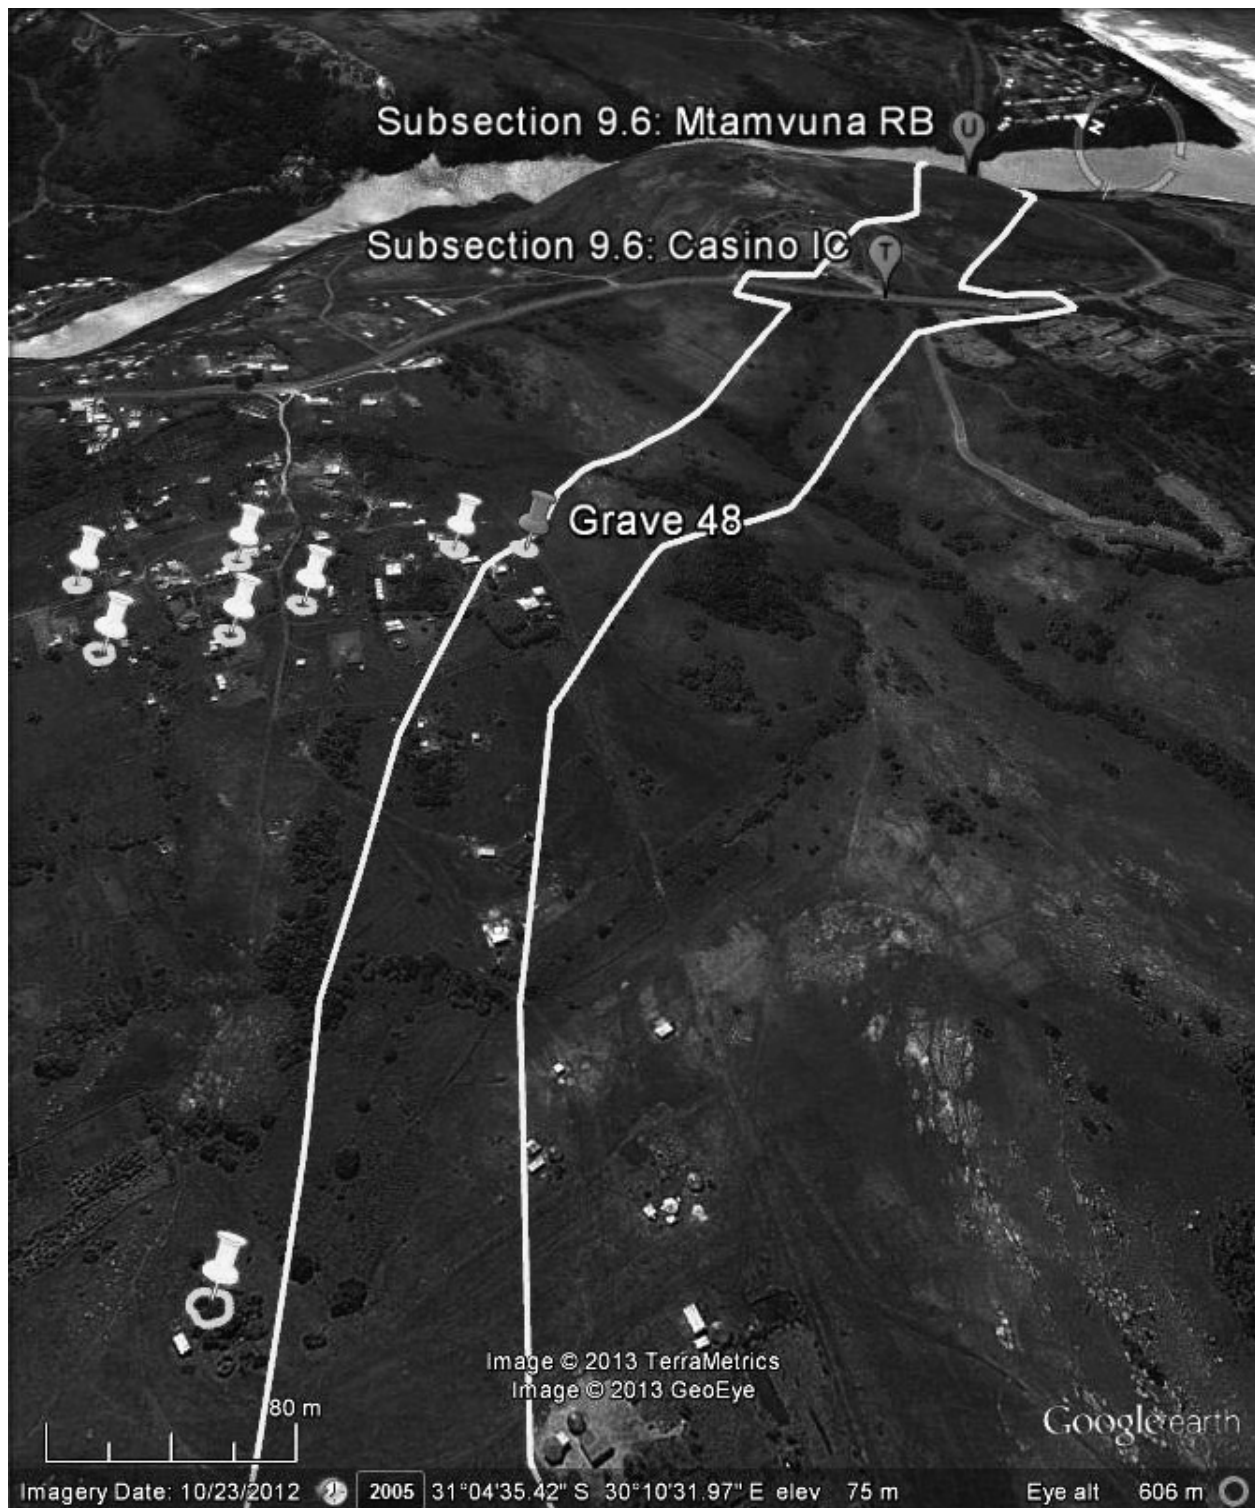 Subsection 9.6: Mtamvuna RB
U
N
Subsection 9.6: Casino IC
T
Grave 48
Image © 2013 TerraMetrics
Image © 2013 GeoEye
80 m
Google earth
Imagery Date: 10/23/2012 2005 31°04'35.42" S 30°10'31.97" E elev 75 m Eye alt 606 m